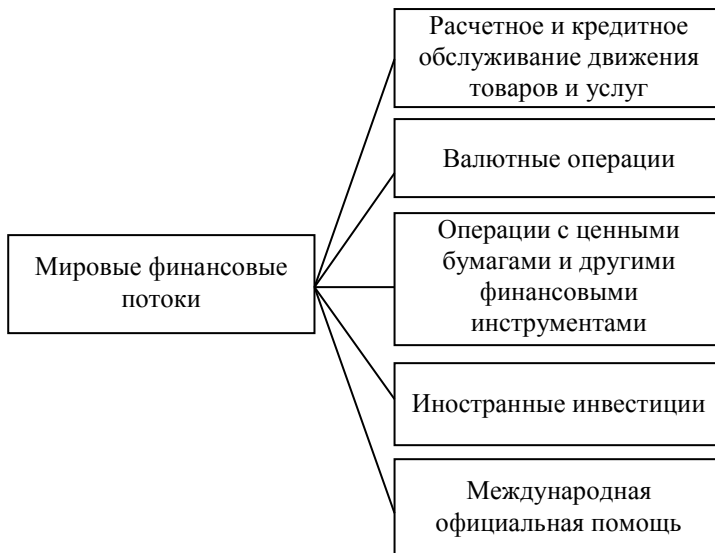 Расчетное и кредитное
обслуживание движения
товаров и услуг
Валютные операции
Мировые финансовые
потоки
Операции с ценными
бумагами и другими
финансовыми
инструментами
Иностранные инвестиции
Международная
официальная помощь